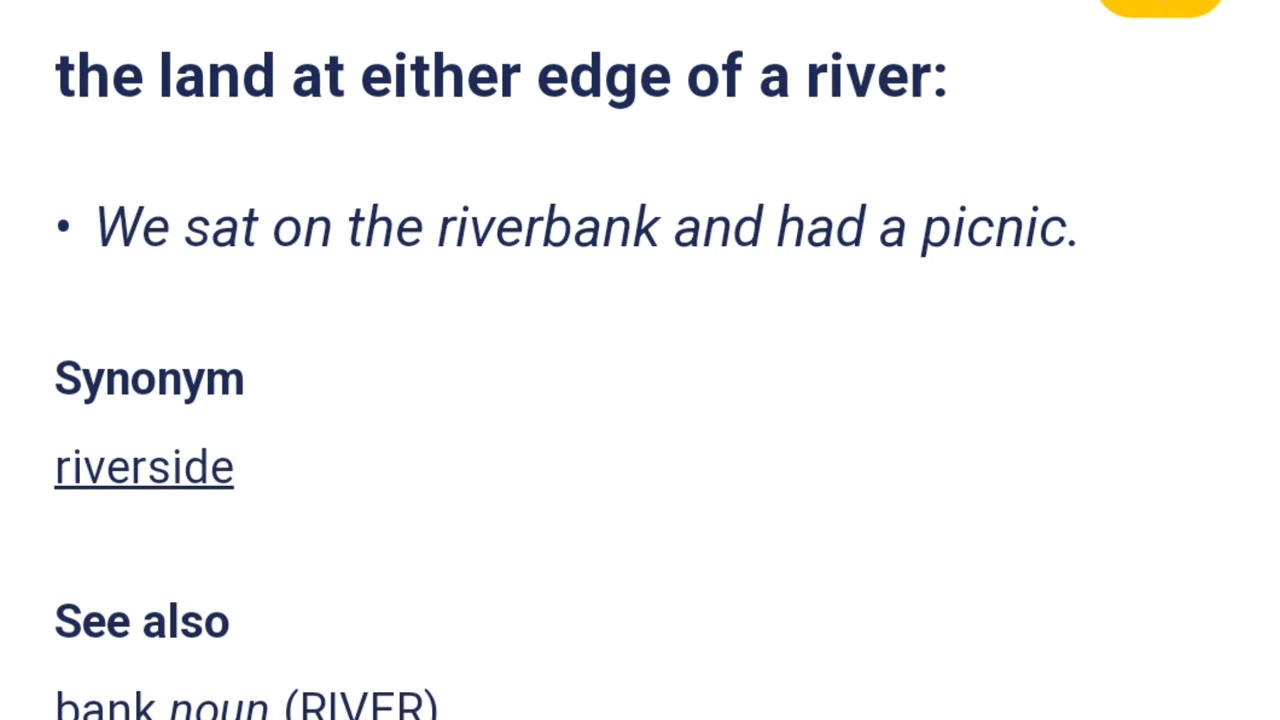 the land at either edge of a river:
• We sat on the riverbank and had a picnic.
Synonym
riverside
See also
bank noun (RIVER)